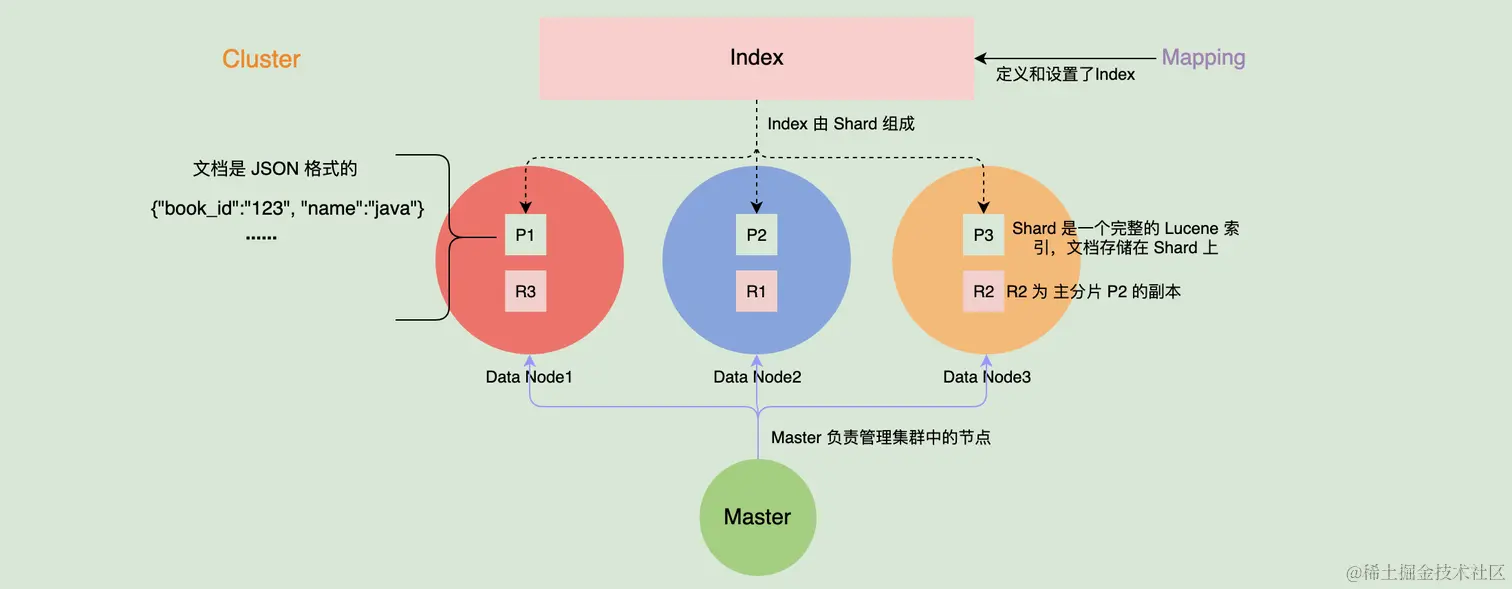 Cluster
Index
Mapping
定义和设置了Index
Index 由 Shard 组成
文档是 JSON 格式的
{"book_id":"123", "name":"java"}
......
P1
P2
P3
Shard 是一个完整的 Lucene 索
引，文档存储在 Shard 上
R3
R1
R2
R2 为 主分片 P2 的副本
Data Node1
Data Node2
Data Node3
Master 负责管理集群中的节点
Master
@稀土掘金技术社区